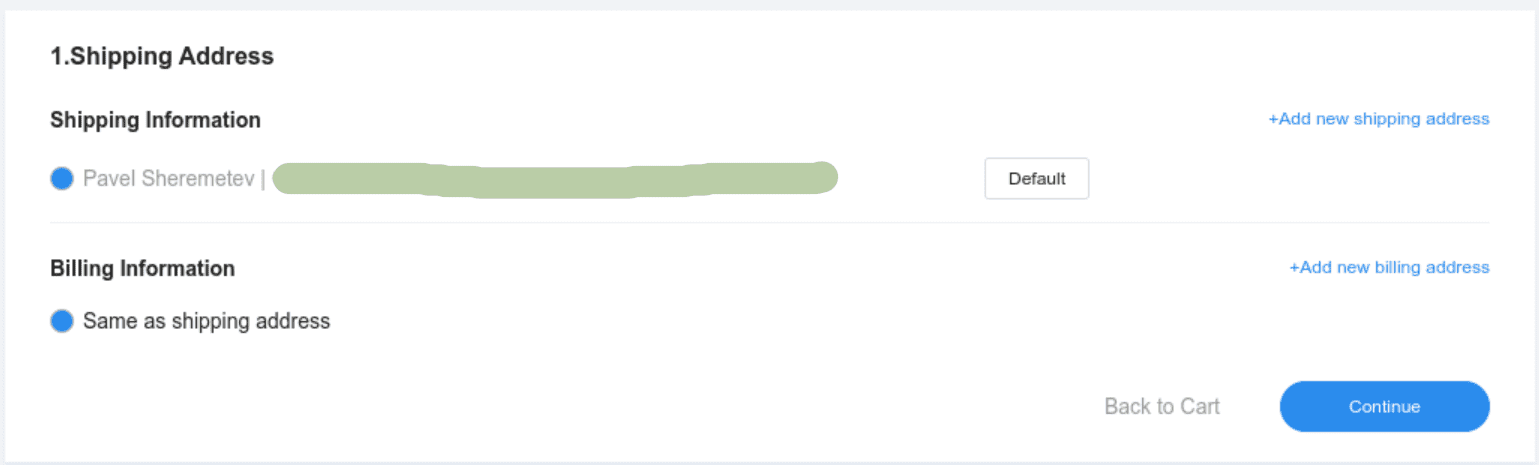 1.Shipping Address
Shipping Information
+Add new shipping address
Pavel Sheremetev |
Default
Billing Information
+Add new billing address
Same as shipping address
Back to Cart
Continue